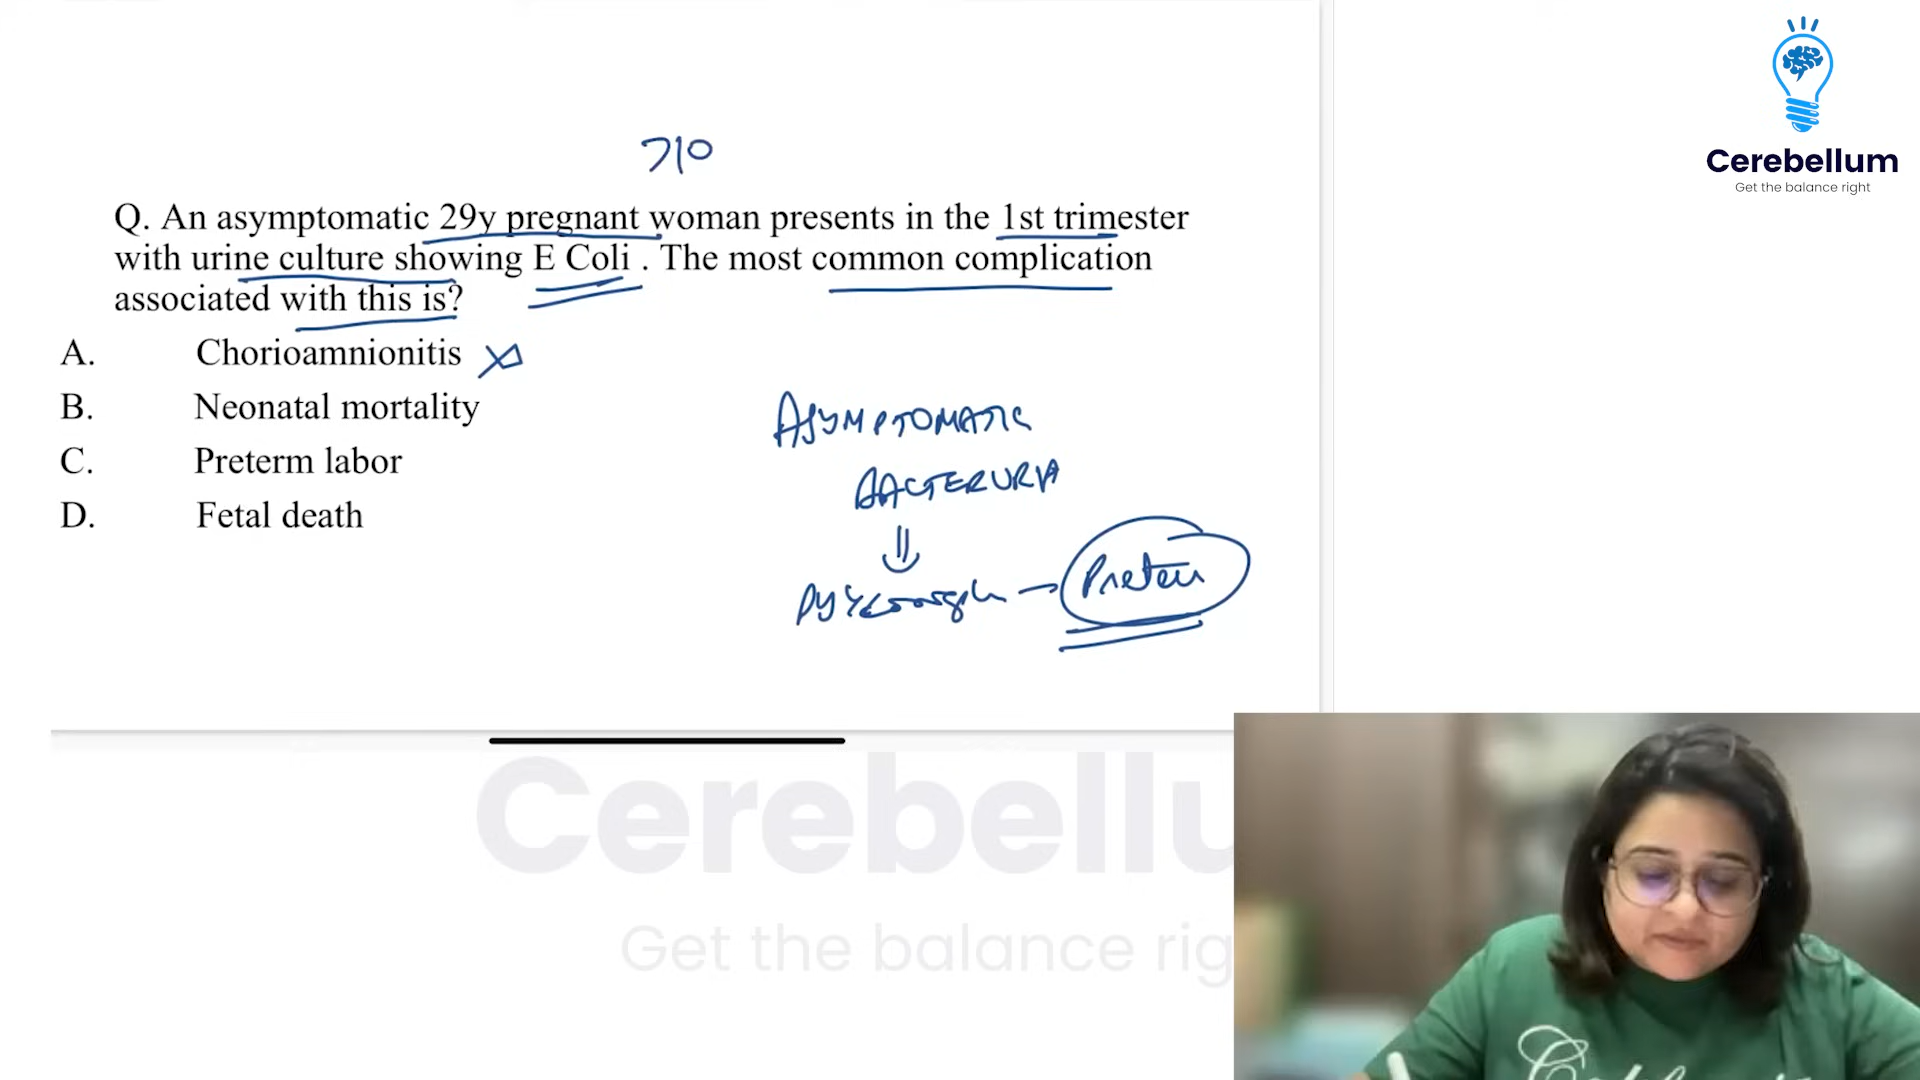 Cerebellum
Get the balance right
>10
Q. An asymptomatic 29y pregnant woman presents in the 1st trimester
with urine culture showing E Coli . The most common complication
associated with this is?
A. Chorioamnionitis
B. Neonatal mortality
C. Preterm labor
D. Fetal death
ASYMPTOMATIC
BACTERURIA
Cerebellu
Get the balance rig